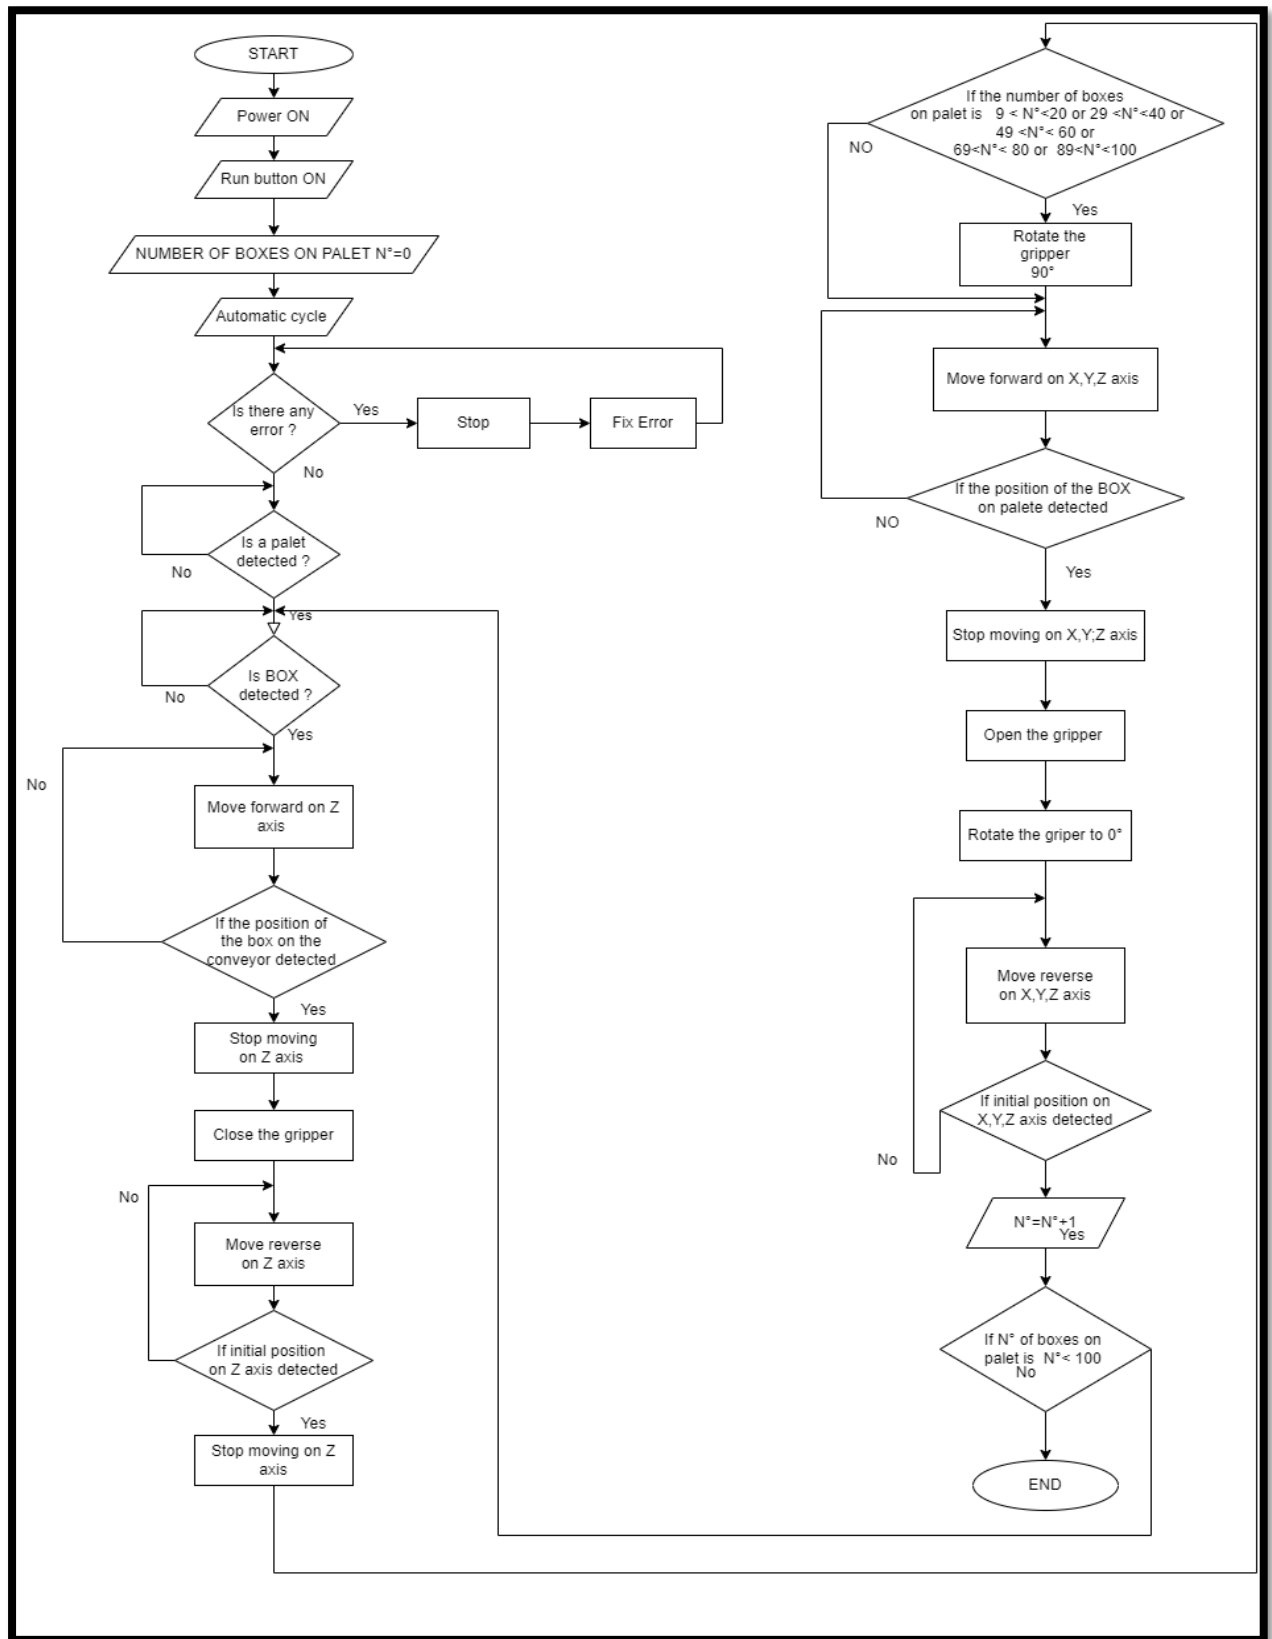 START
Power ON
Run button ON
NUMBER OF BOXES ON PALET N°=0
Automatic cycle
Is there any
error ?
Yes
Stop
Fix Error
No
Is a palet
detected ?
No
Yes
Is BOX
detected ?
No
Yes
No
Move forward on Z
axis
If the position of
the box on the
conveyor detected
Yes
Stop moving
on Z axis
Close the gripper
No
Move reverse
on Z axis
If initial position
on Z axis detected
Yes
Stop moving on Z
axis
If the number of boxes
on palet is 9 < N°<20 or 29 <N°<40 or
49 <N°< 60 or
69<N°< 80 or 89<N°<100
NO
Yes
Rotate the
gripper
90°
Move forward on X,Y,Z axis
If the position of the BOX
on palete detected
NO
Yes
Stop moving on X,Y;Z axis
Open the gripper
Rotate the griper to 0°
Move reverse
on X,Y,Z axis
If initial position on
X,Y,Z axis detected
No
N°=N°+1
Yes
If N° of boxes on
palet is N°< 100
No
END